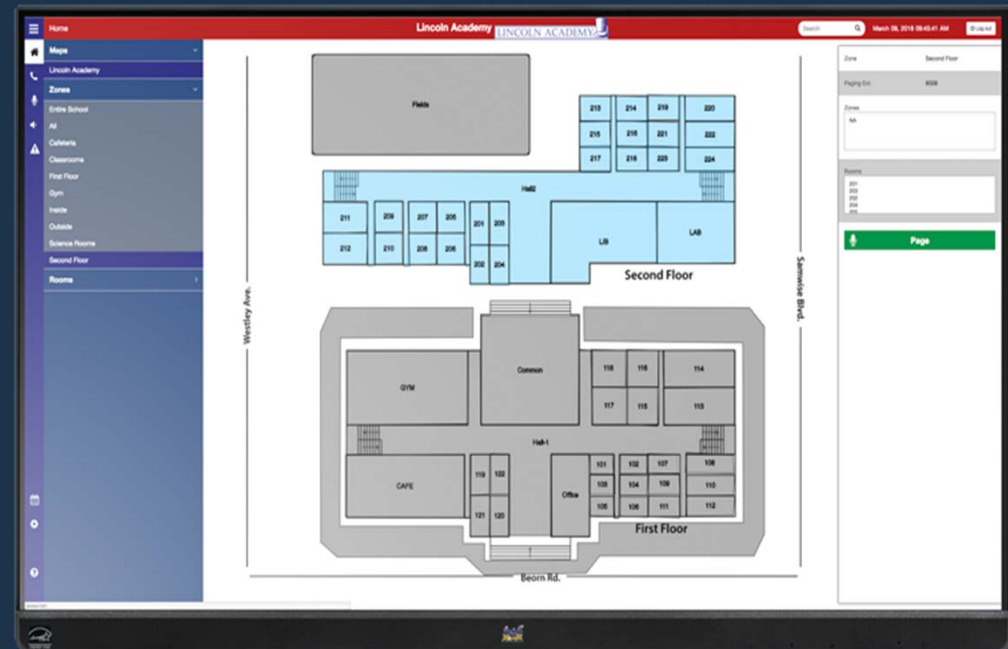 Home
Lincoln Academy
LINCOLN ACADEMY
Search
March 09, 2018 09:45:41 AM
Log out
Maps
Lincoln Academy
Zones
Entire School
All
Cafeteria
Classrooms
First Floor
Gym
Inside
Outside
Science Rooms
Second Floor
Rooms
Fields
213 214 219 220
215 216 221 222
217 218 223 224
Hall2
211 209 207 205 201 203
212 210 208 206 202 204
LIB
LAB
Second Floor
Westley Ave.
Samwise Blvd.
GYM
Common
118 116 114
117 115 113
Hall-1
CAFE
119 122
121 120
Office
101 102 107 108
103 104 109 110
105 106 111 112
First Floor
Beorn Rd.
Zone Second Floor
Paging Ext.
Zones
NA
Rooms
201
203
202
204
Page